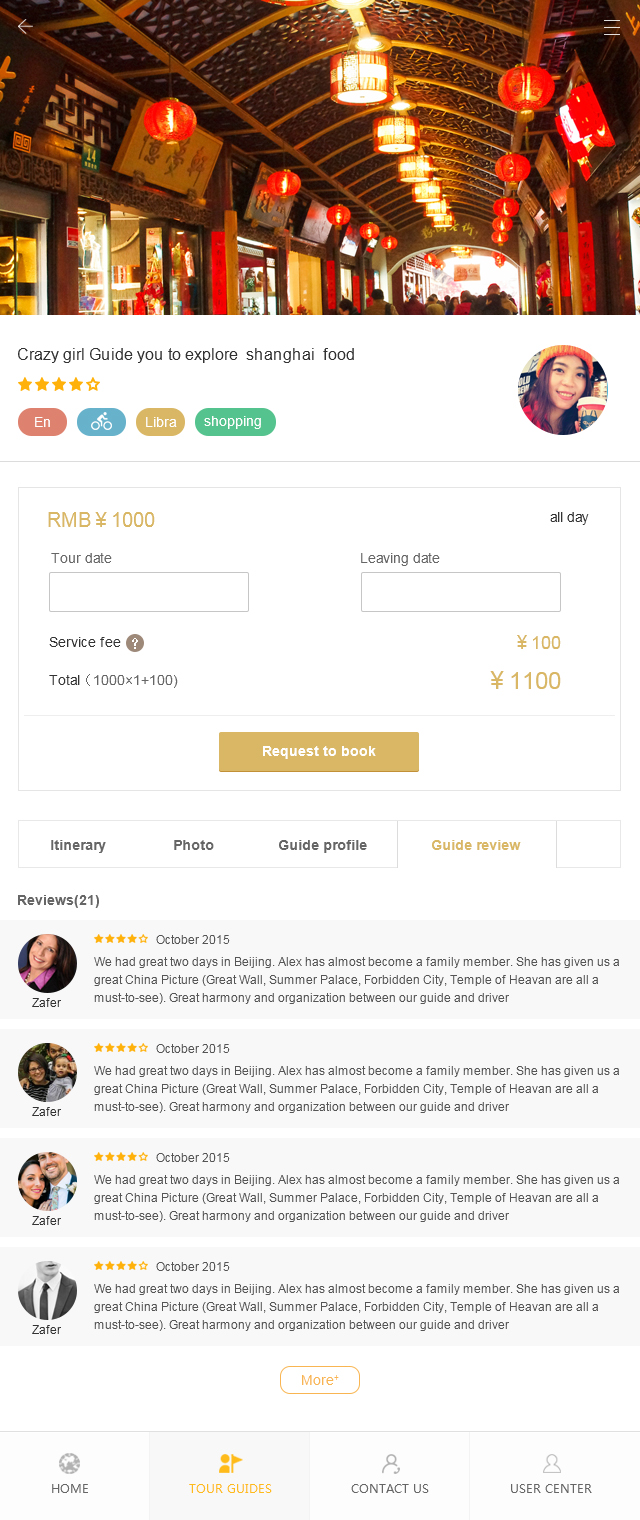 14
Crazy girl Guide you to explore shanghai food
En
Libra
shopping
RMB ¥ 1000
all day
Tour date
Leaving date
Service fee ?
¥ 100
Total （1000×1+100)
¥ 1100
Request to book
Itinerary
Photo
Guide profile
Guide review
Reviews(21)
October 2015
We had great two days in Beijing. Alex has almost become a family member. She has given us a
great China Picture (Great Wall, Summer Palace, Forbidden City, Temple of Heavan are all a
must-to-see). Great harmony and organization between our guide and driver
Zafer
October 2015
We had great two days in Beijing. Alex has almost become a family member. She has given us a
great China Picture (Great Wall, Summer Palace, Forbidden City, Temple of Heavan are all a
must-to-see). Great harmony and organization between our guide and driver
Zafer
October 2015
We had great two days in Beijing. Alex has almost become a family member. She has given us a
great China Picture (Great Wall, Summer Palace, Forbidden City, Temple of Heavan are all a
must-to-see). Great harmony and organization between our guide and driver
Zafer
October 2015
We had great two days in Beijing. Alex has almost become a family member. She has given us a
great China Picture (Great Wall, Summer Palace, Forbidden City, Temple of Heavan are all a
must-to-see). Great harmony and organization between our guide and driver
Zafer
More+
HOME
TOUR GUIDES
CONTACT US
USER CENTER